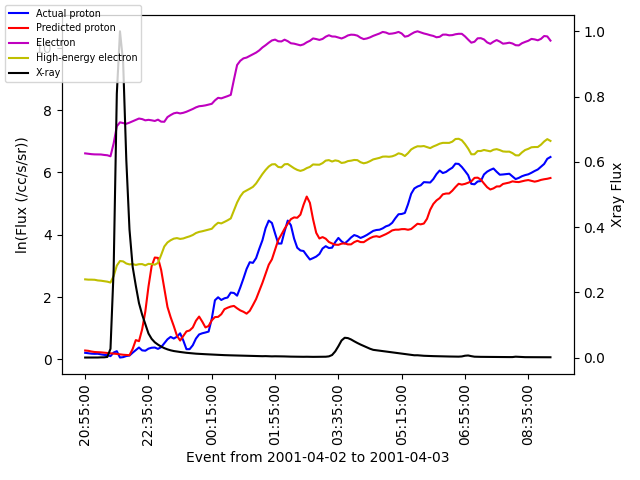 Actual proton
Predicted proton
Electron
High-energy electron
X-ray
10
8
6
4
2
0
ln(Flux (/cc/s/sr))
1.0
0.8
0.6
0.4
0.2
0.0
Xray Flux
20:55:00
22:35:00
00:15:00
01:55:00
03:35:00
05:15:00
06:55:00
08:35:00
Event from 2001-04-02 to 2001-04-03